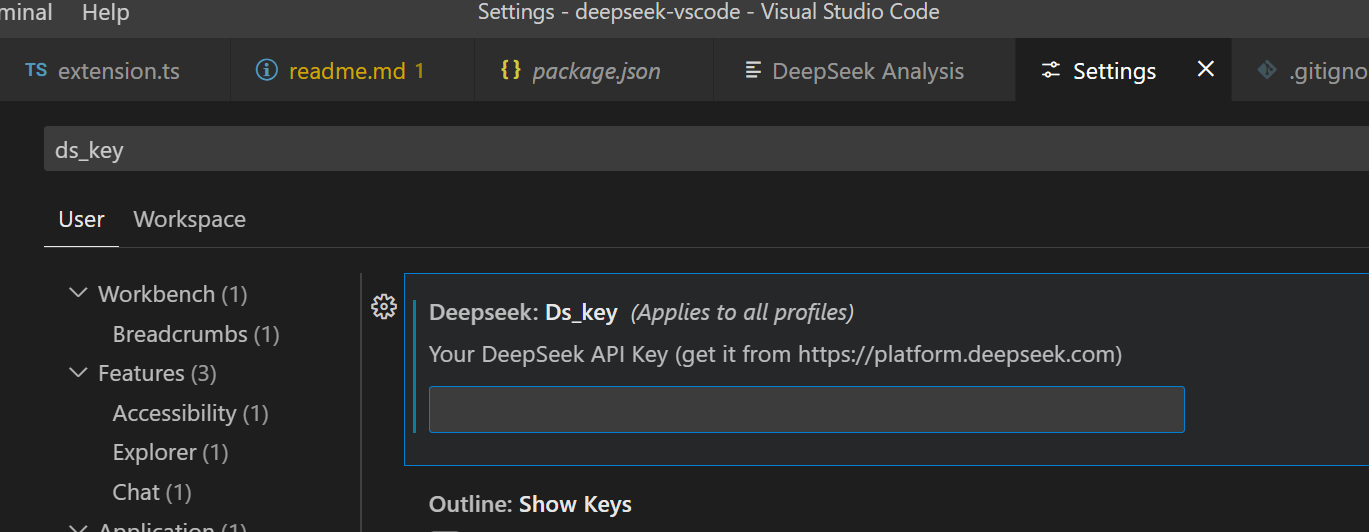 Help
Settings - deepseek-vscode - Visual Studio Code
TS extension.ts
readme.md 1
{} package.json
DeepSeek Analysis
Settings
ds_key
User Workspace
Workbench (1)
Breadcrumbs (1)
Features (3)
Accessibility (1)
Explorer (1)
Chat (1)
Application (1)
Deepseek: Ds_key (Applies to all profiles)
Your DeepSeek API Key (get it from https://platform.deepseek.com)
Outline: Show Keys